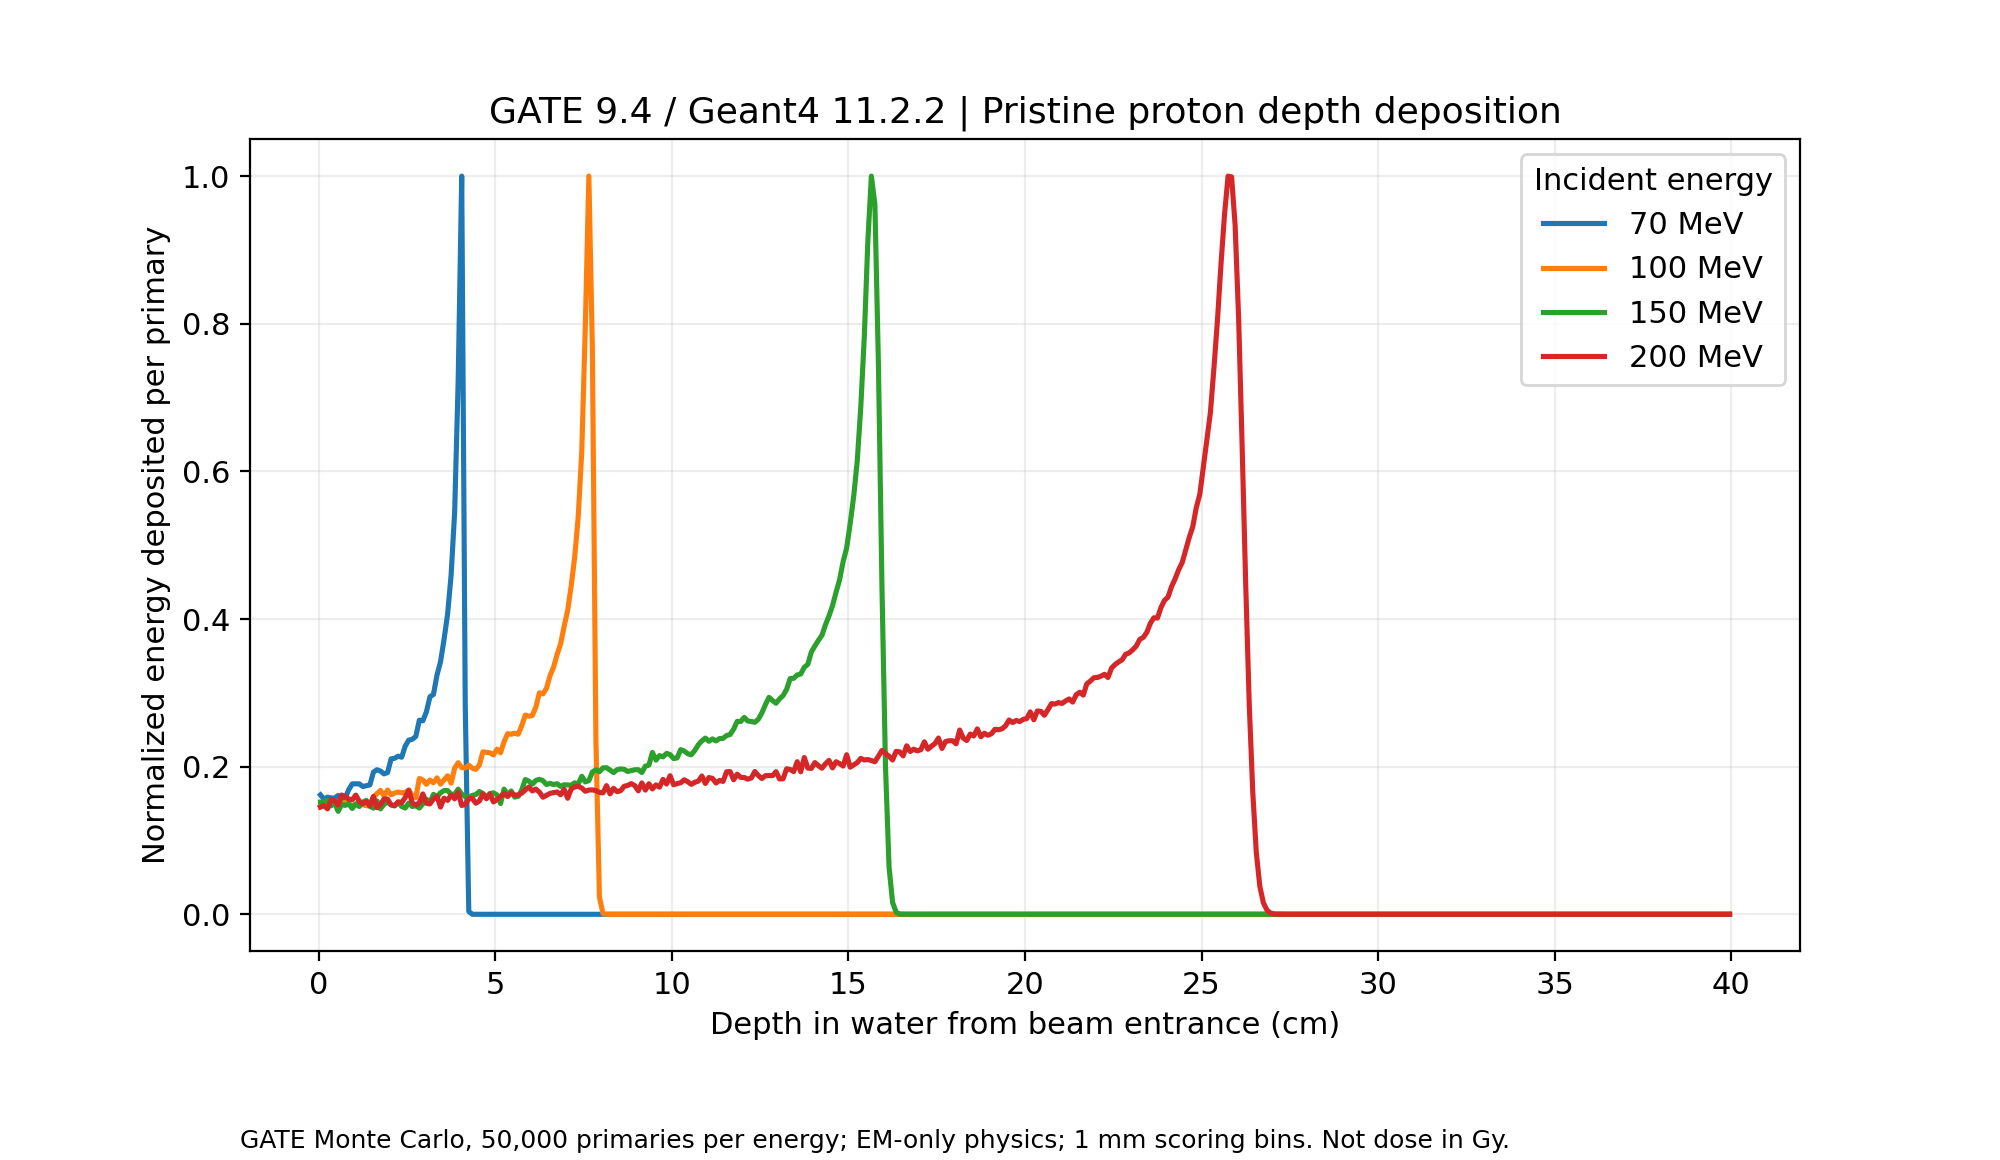 GATE 9.4 / Geant4 11.2.2 | Pristine proton depth deposition
Normalized energy deposited per primary
1.0
0.8
0.6
0.4
0.2
0.0
Incident energy
70 MeV
100 MeV
150 MeV
200 MeV
0 5 10 15 20 25 30 35 40
Depth in water from beam entrance (cm)
GATE Monte Carlo, 50,000 primaries per energy; EM-only physics; 1 mm scoring bins. Not dose in Gy.